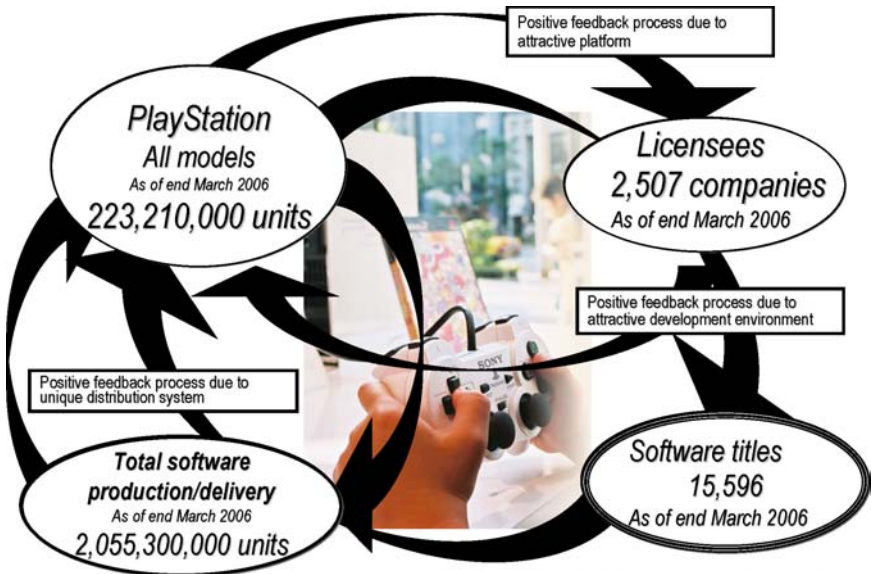 Positive feedback process due to
attractive platform
PlayStation
All models
As of end March 2006
223,210,000 units
Licensees
2,507 companies
As of end March 2006
Positive feedback process due to
attractive development environment
Positive feedback process due to
unique distribution system
SONY
Total software
production/delivery
As of end March 2006
2,055,300,000 units
Software titles
15,596
As of end March 2006